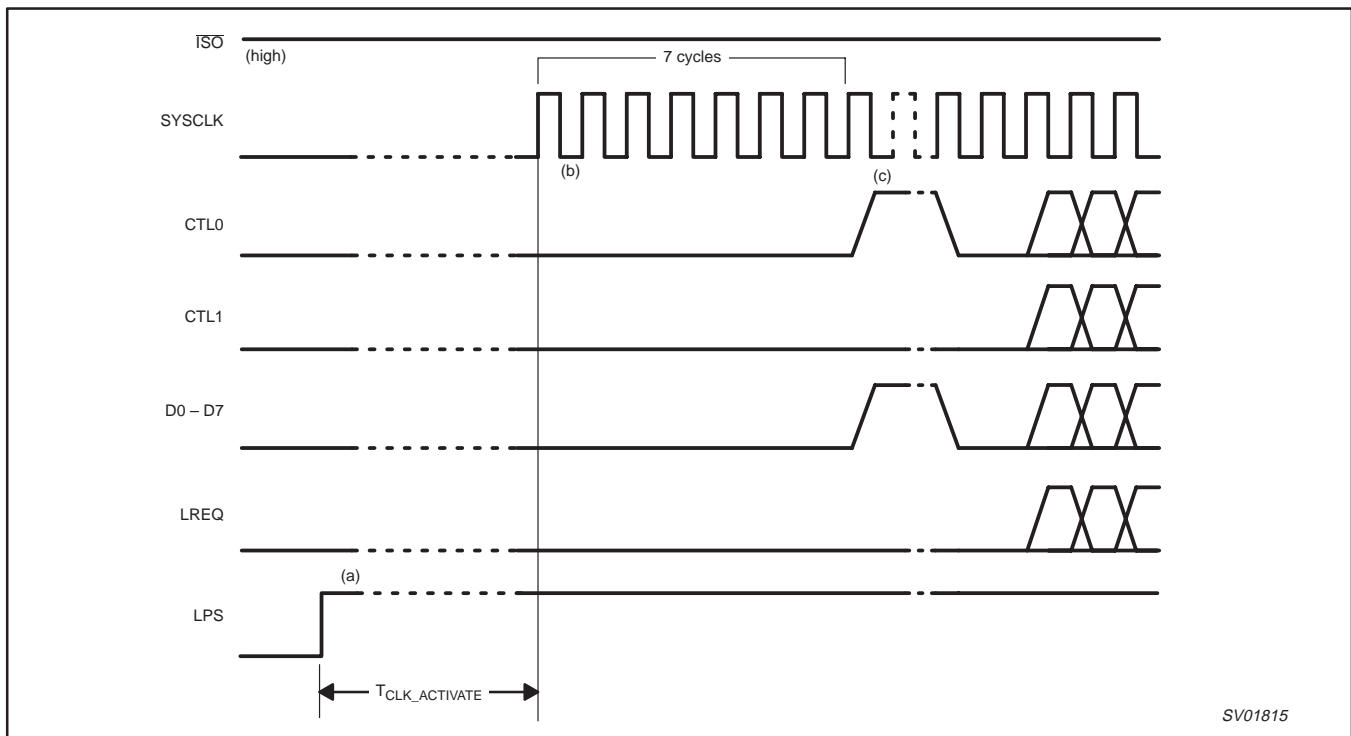 ISO
(high)
7 cycles
SYSCLK
(b)
(c)
CTL0
CTL1
D0 – D7
LREQ
(a)
LPS
TCLK_ACTIVATE
SV01815